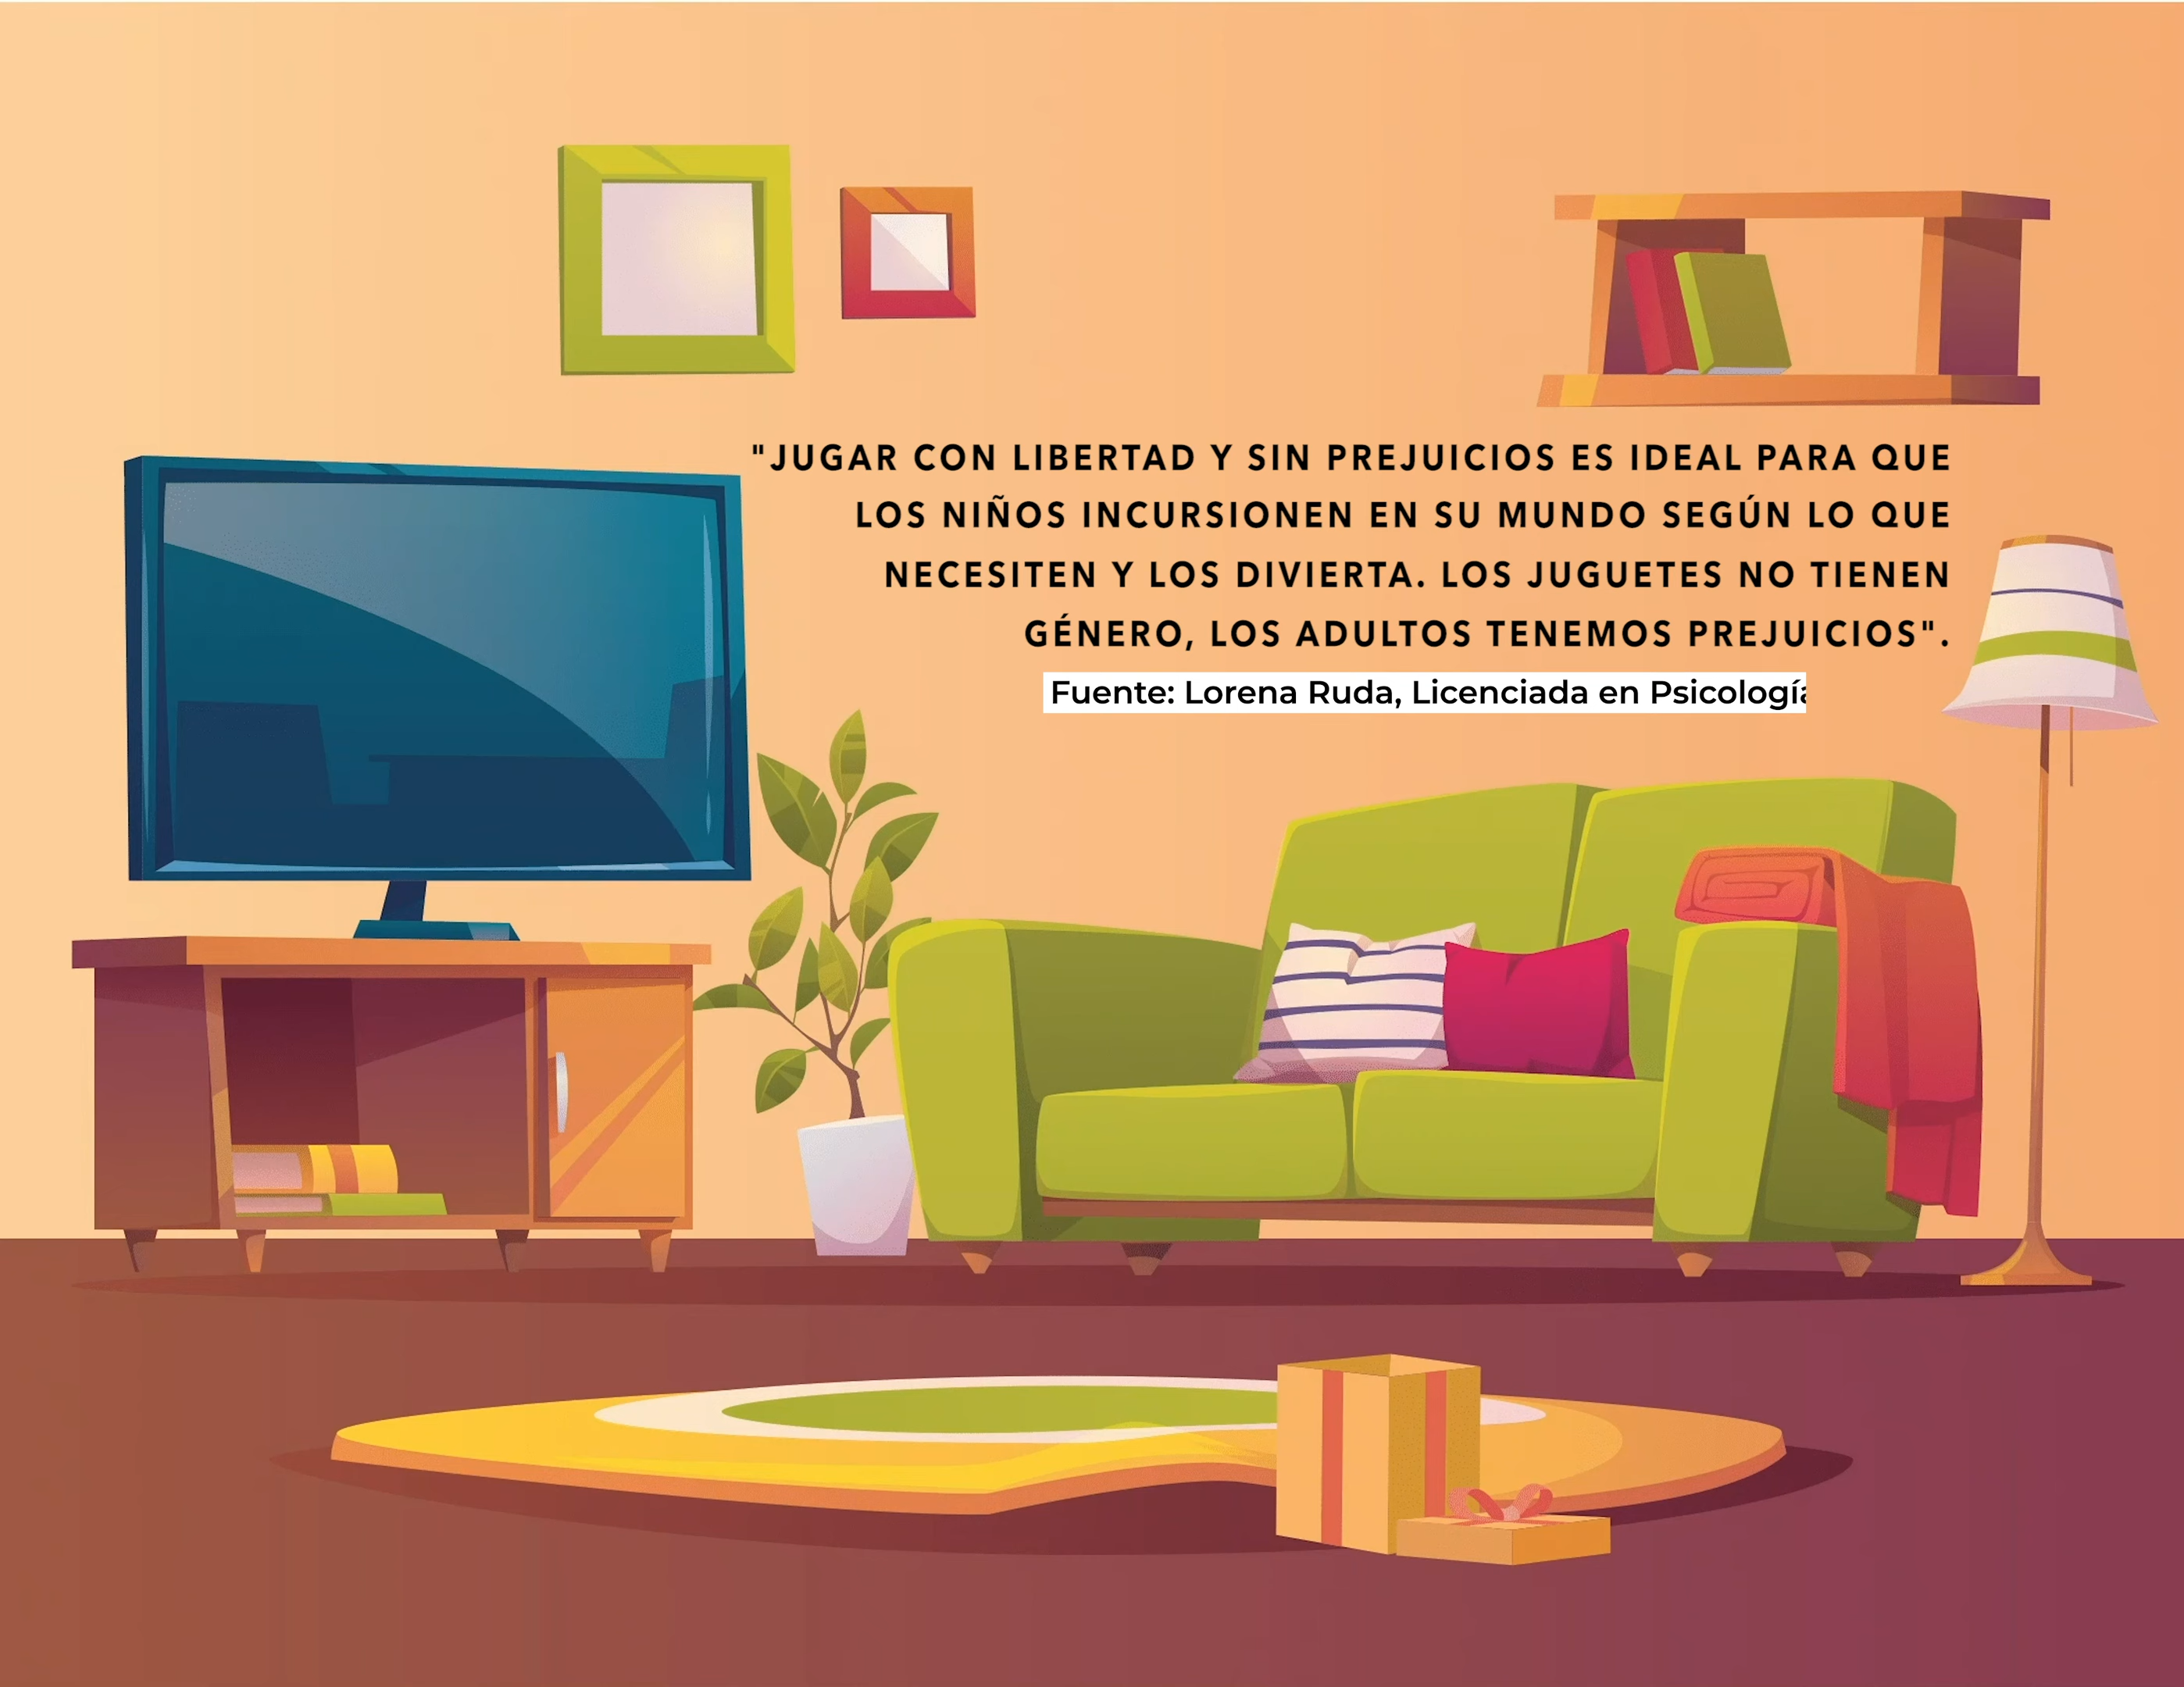 "JUGAR CON LIBERTAD Y SIN PREJUICIOS ES IDEAL PARA QUE
LOS NIÑOS INCURSIONEN EN SU MUNDO SEGÚN LO QUE
NECESITEN Y LOS DIVIERTA. LOS JUGUETES NO TIENEN
GÉNERO, LOS ADULTOS TENEMOS PREJUICIOS".
Fuente: Lorena Ruda, Licenciada en Psicología